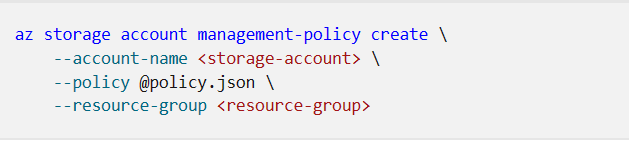 az storage account management-policy create \
    --account-name <storage-account> \
    --policy @policy.json \
    --resource-group <resource-group>